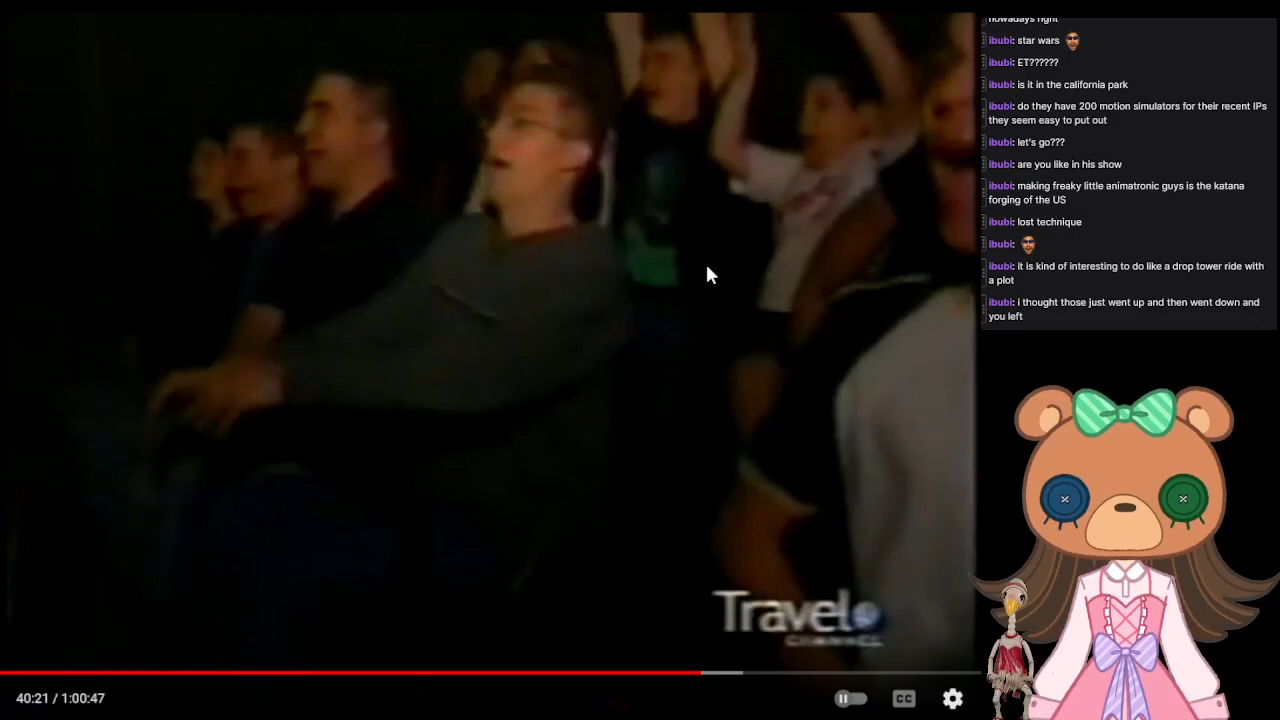 nowadays right
ibubi: star wars
ibubi: ET??????
ibubi: is it in the california park
ibubi: do they have 200 motion simulators for their recent IPs
they seem easy to put out
ibubi: let's go???
ibubi: are you like in his show
ibubi: making freaky little animatronic guys is the katana
forging of the US
ibubi: lost technique
ibubi:
ibubi: it is kind of interesting to do like a drop tower ride with
a plot
ibubi: i thought those just went up and then went down and
you left
Travel
CHANNEL
40:21 / 1:00:47
CC